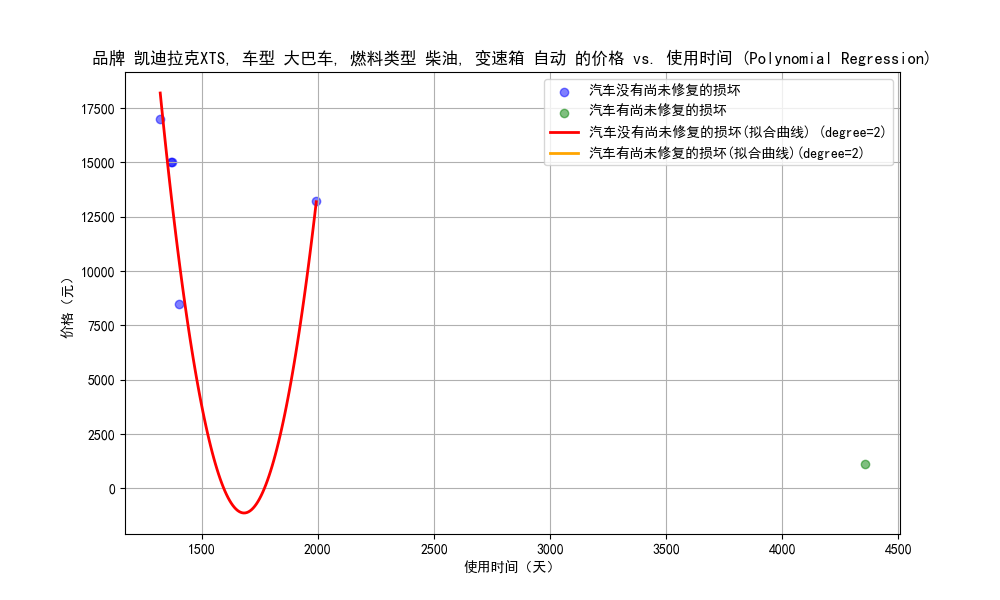 品牌 凯迪拉克XTS, 车型 大巴车, 燃料类型 柴油, 变速箱 自动 的价格 vs. 使用时间 (Polynomial Regression)
汽车没有尚未修复的损坏
汽车有尚未修复的损坏
汽车没有尚未修复的损坏(拟合曲线) (degree=2)
汽车有尚未修复的损坏(拟合曲线)(degree=2)
价格（元）
17500
15000
12500
10000
7500
5000
2500
0
1500
2000
2500
3000
3500
4000
4500
使用时间（天）